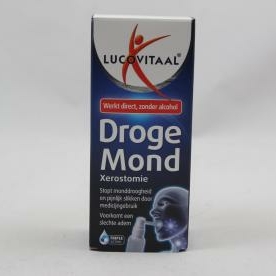 LUCOVITAAL®
Werkt direct, zonder alcohol
Droge
Mond
Xerostomie
Stopt monddroogheid
en pijnlijk slikken door
medicijngebruik
Voorkomt een
slechte adem
TRIPLE